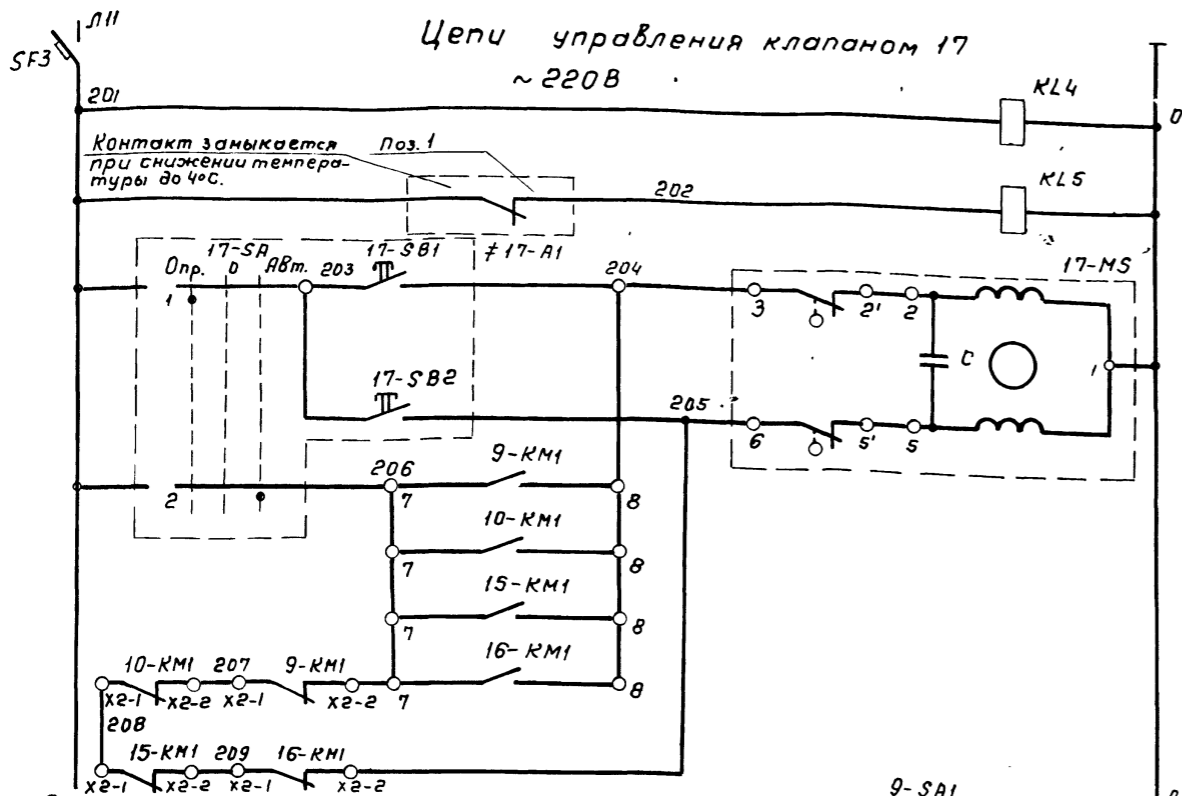 Л11
SF3
Цепи управления клапаном 17
~ 220В
201
KL4
0
Контакт замыкается
при снижении темпера-
туры до 4°С.
поз. 1
202
KL5
≠ 17-А1
17-SA
Опр. 0 Авт.
1
203
17-SB1
204
17-MS
3
2'
2
C
1
17-SB2
205
6
5'
5
2
206
7
9-KM1
8
10-KM1
7
8
15-KM1
7
8
16-KM1
7
8
10-KM1 207 9-KM1
X2-1 X2-2 X2-1 X2-2
208
15-KM1 209 16-KM1
X2-1 X2-2 X2-1 X2-2
9-SA1